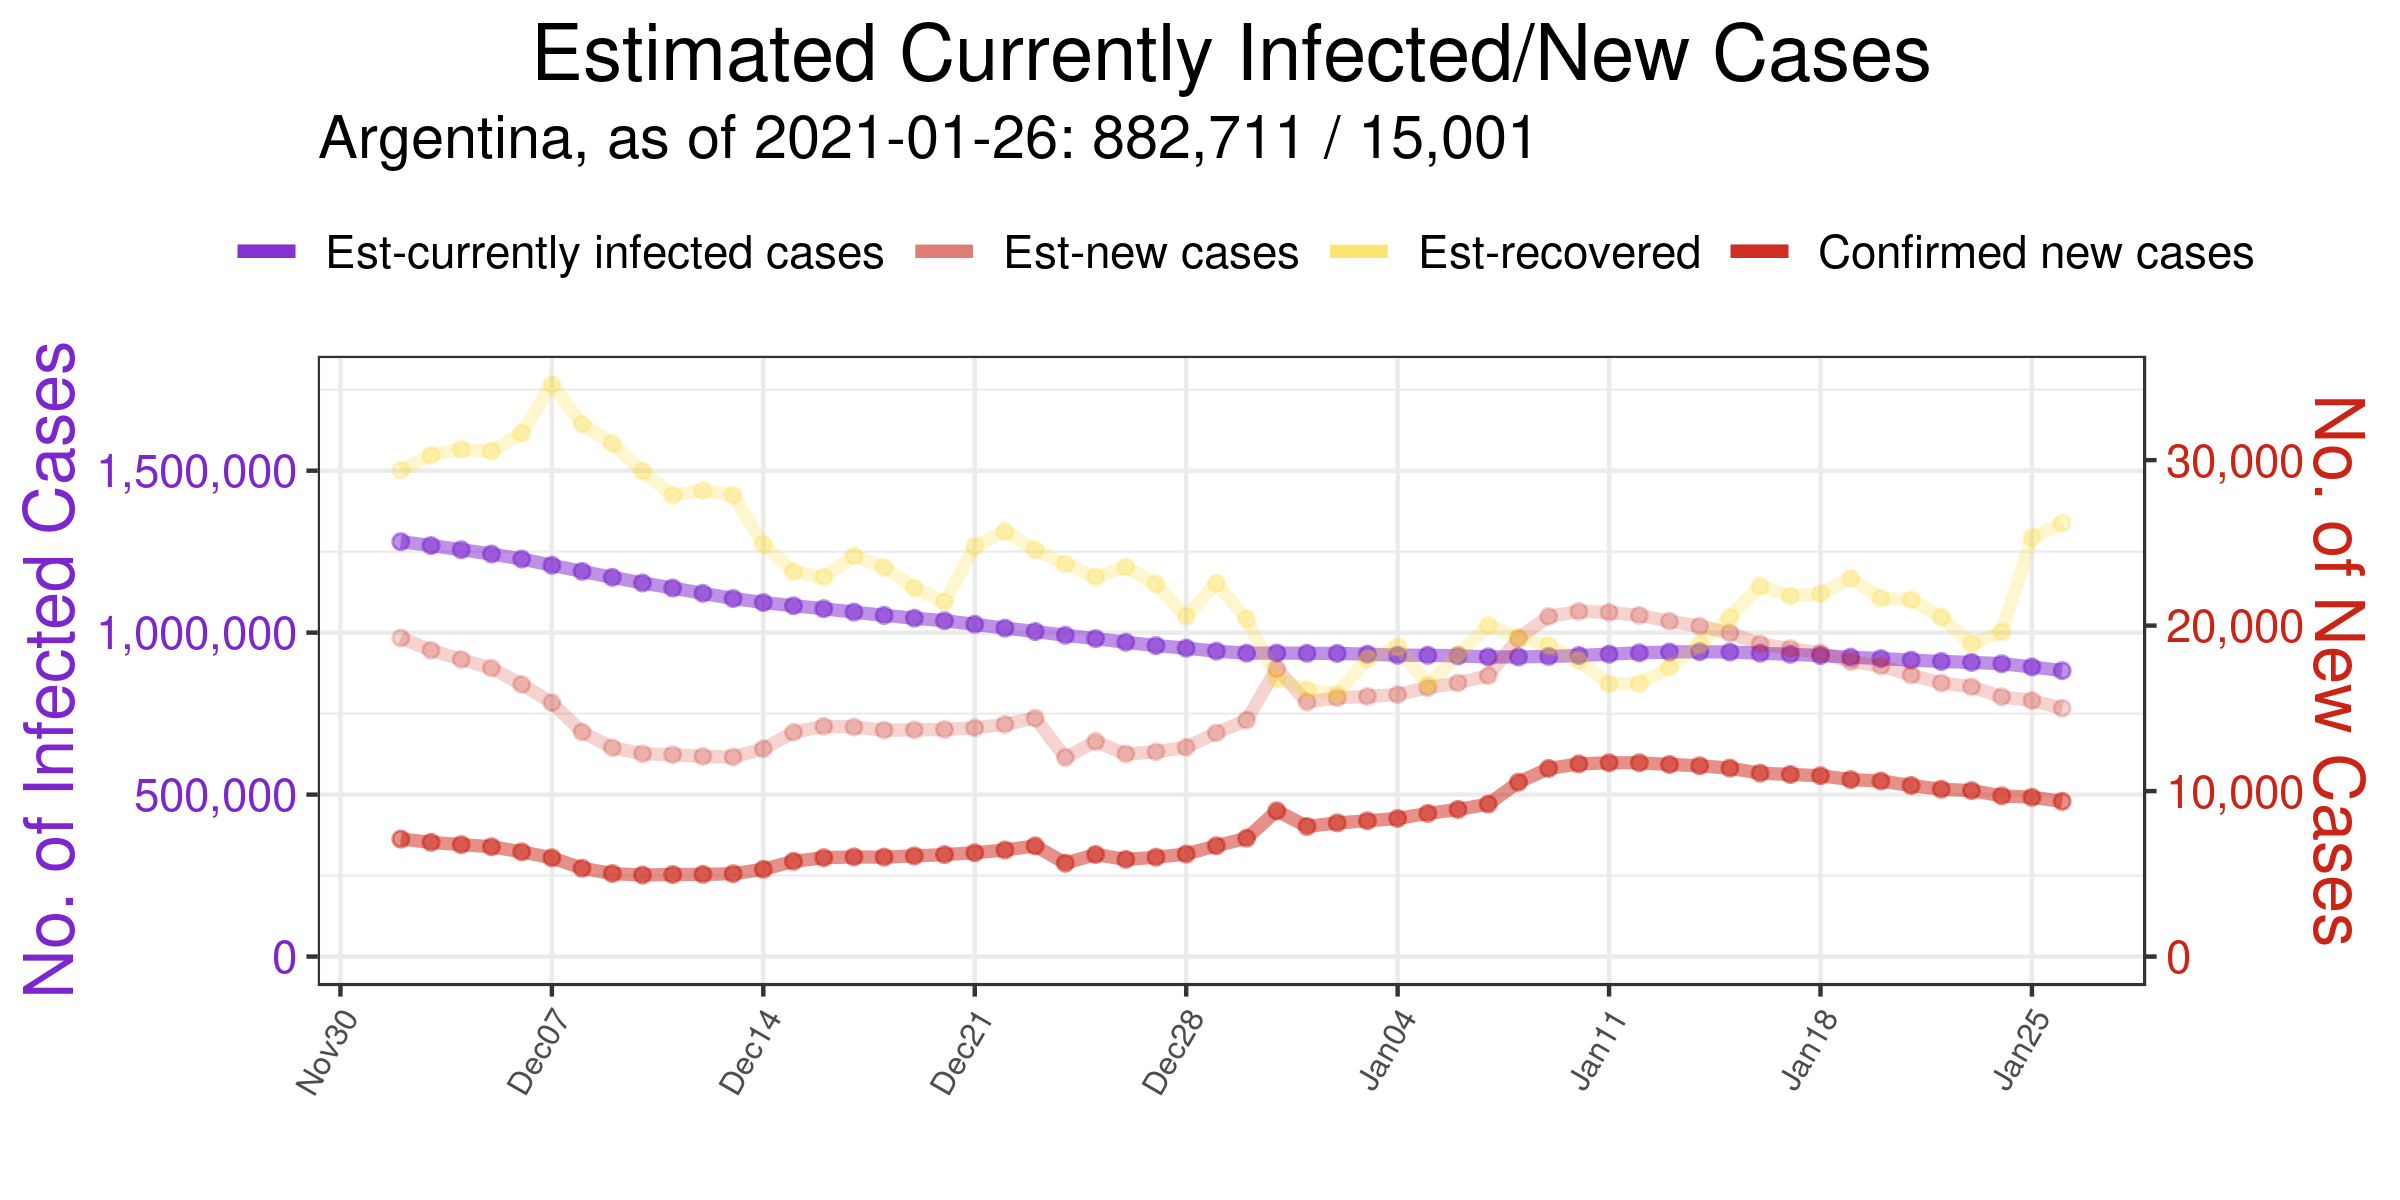 Estimated Currently Infected/New Cases
Argentina, as of 2021-01-26: 882,711 / 15,001
Est-currently infected cases Est-new cases Est-recovered Confirmed new cases
No. of Infected Cases
1,500,000
1,000,000
500,000
0
30,000
20,000
10,000
0
No. of New Cases
Nov30 Dec07 Dec14 Dec21 Dec28 Jan04 Jan11 Jan18 Jan25